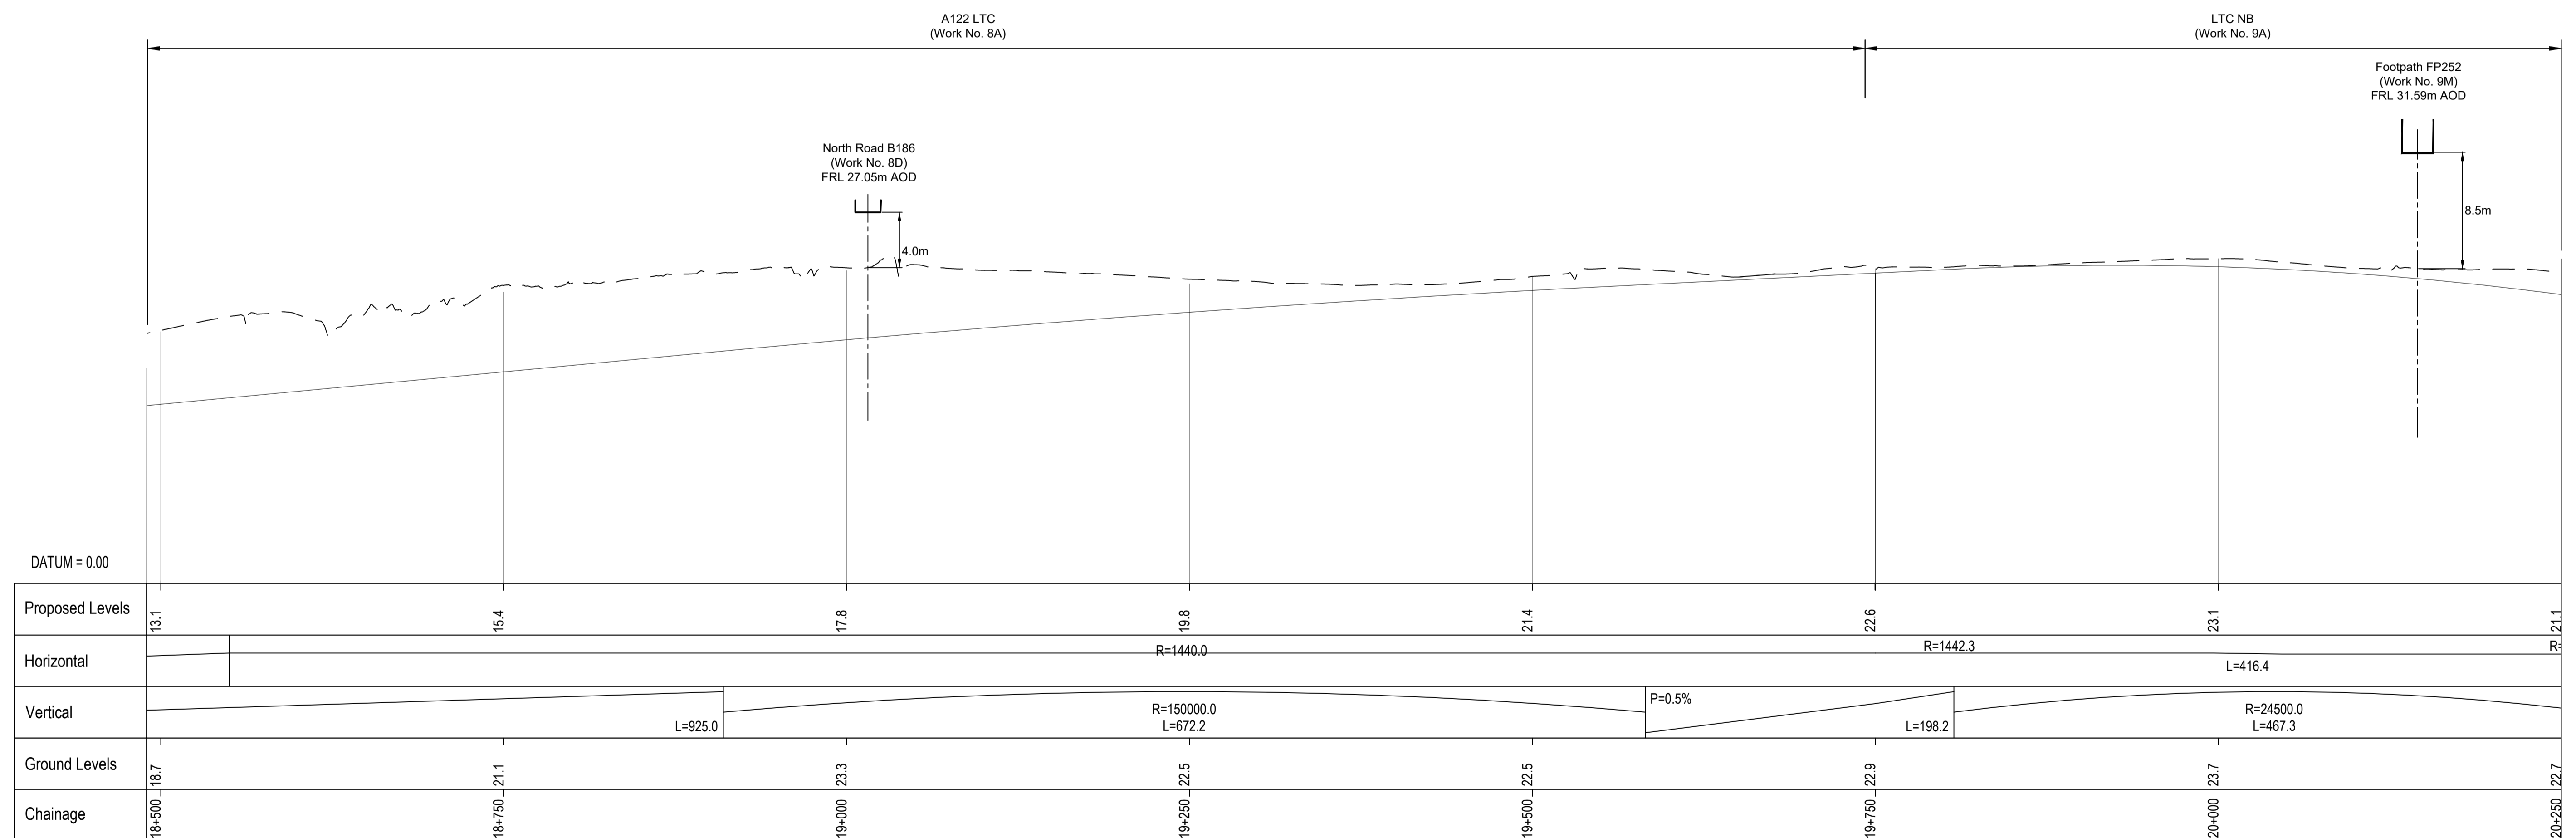 A122 LTC
(Work No. 8A)
LTC NB
(Work No. 9A)
Footpath FP252
(Work No. 9M)
FRL 31.59m AOD
North Road B186
(Work No. 8D)
FRL 27.05m AOD
8.5m
4.0m
DATUM = 0.00
Proposed Levels 13.1 15.4 17.8 19.8 21.4 22.6 23.1 21.1
Horizontal R=1440.0 R=1442.3 L=416.4
Vertical L=925.0 R=150000.0 L=672.2 P=0.5% L=198.2 R=24500.0 L=467.3
Ground Levels 18.7 21.1 23.3 22.5 22.5 22.9 23.7 22.7
Chainage 18+500 18+750 19+000 19+250 19+500 19+750 20+000 20+250